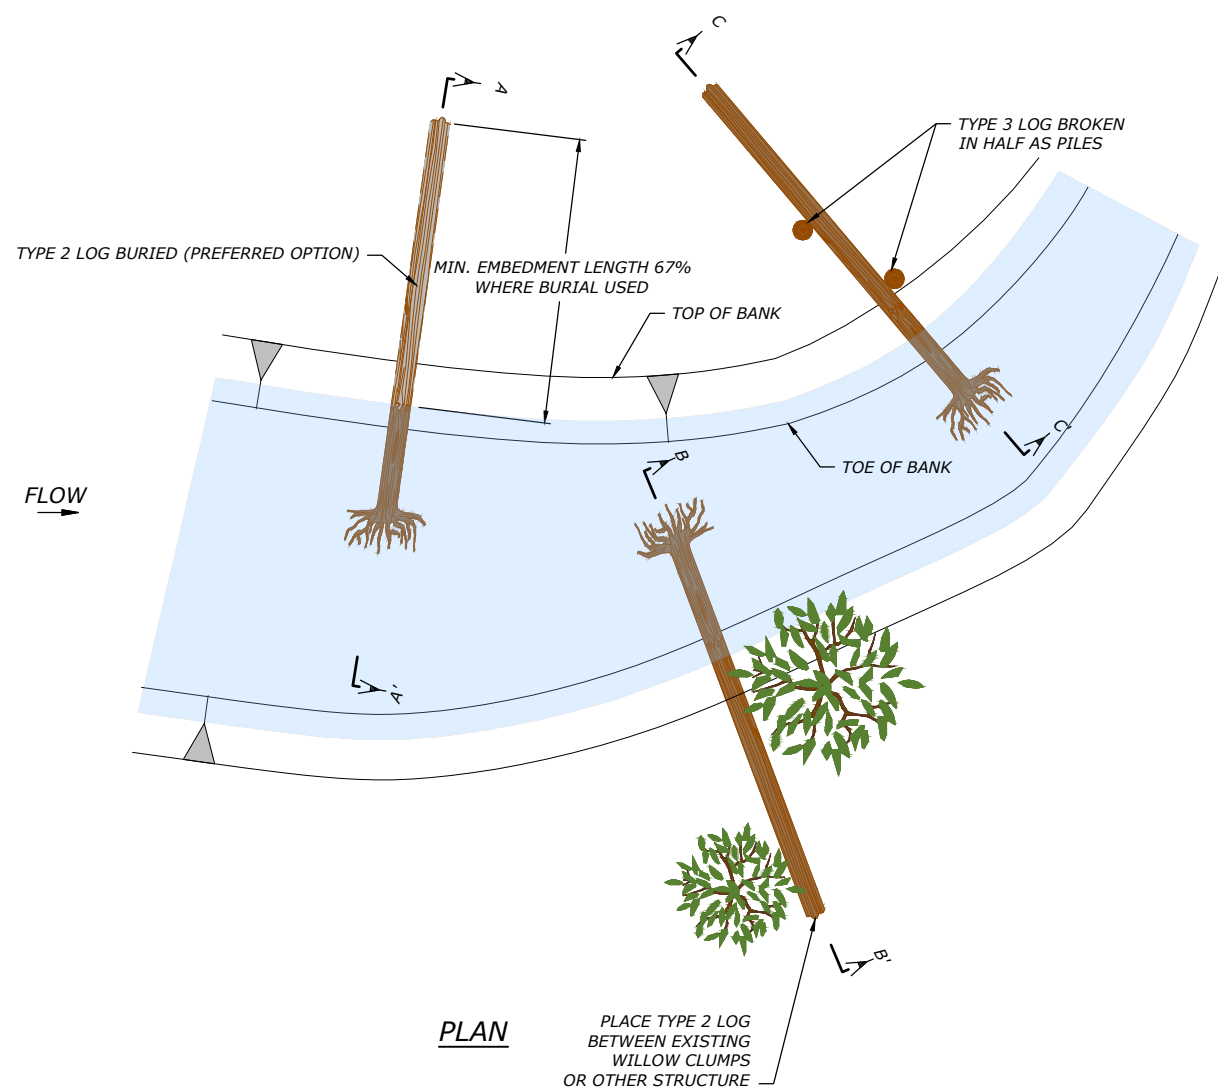 C
A
TYPE 3 LOG BROKEN
IN HALF AS PILES
TYPE 2 LOG BURIED (PREFERRED OPTION)
MIN. EMBEDMENT LENGTH 67%
WHERE BURIAL USED
TOP OF BANK
C'
B
TOE OF BANK
FLOW
A'
B'
PLAN
PLACE TYPE 2 LOG
BETWEEN EXISTING
WILLOW CLUMPS
OR OTHER STRUCTURE